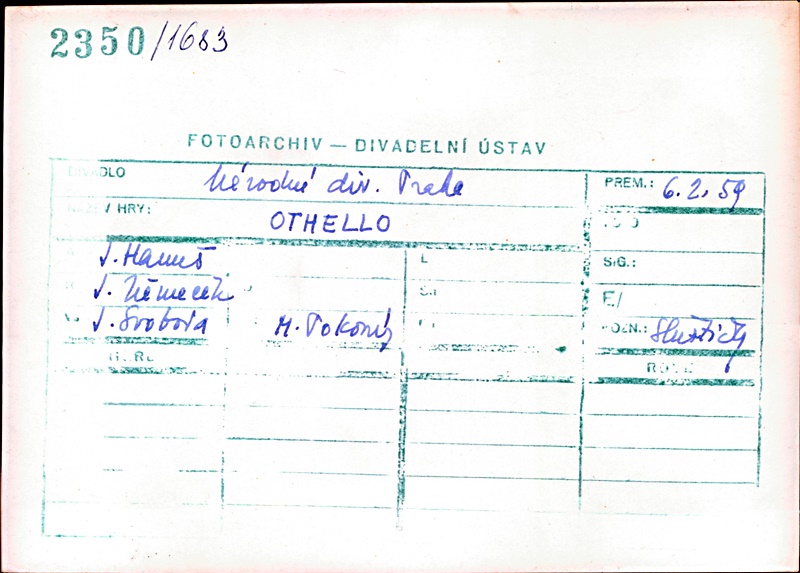 2350/1683
FOTOARCHIV — DIVADELNÍ ÚSTAV
DIVADLO Národní div. Praha PREM.: 6.2.59
NÁZEV HRY: OTHELLO
J. Hanuš SIG.:
J. Němeček F/
J. Svoboda M. Pokorný POZN.: